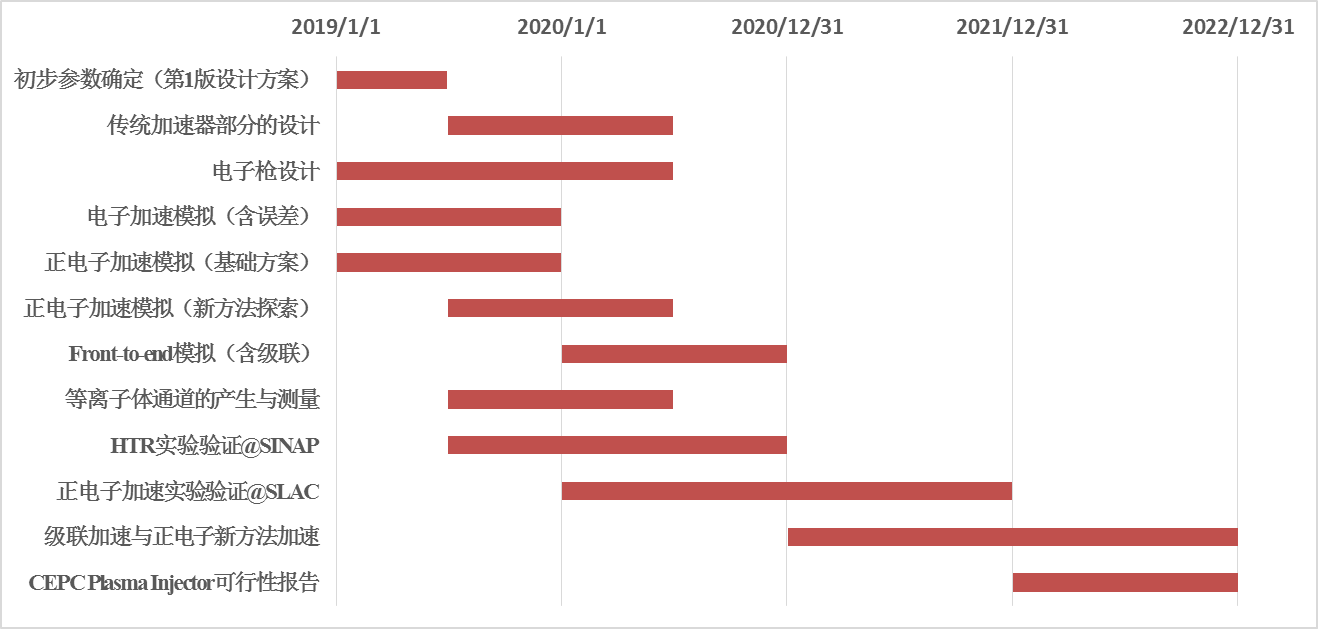 2019/1/1 2020/1/1 2020/12/31 2021/12/31 2022/12/31
初步参数确定（第1版设计方案）
传统加速器部分的设计
电子枪设计
电子加速模拟（含误差）
正电子加速模拟（基础方案）
正电子加速模拟（新方法探索）
Front-to-end模拟（含级联）
等离子体通道的产生与测量
HTR实验验证@SINAP
正电子加速实验验证@SLAC
级联加速与正电子新方法加速
CEPC Plasma Injector可行性报告